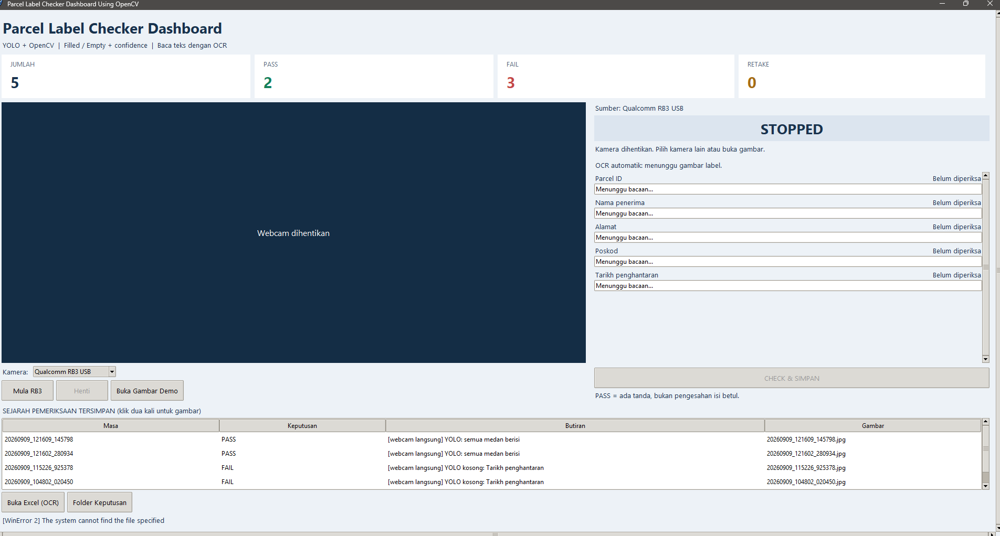 Parcel Label Checker Dashboard Using OpenCV
Parcel Label Checker Dashboard
YOLO + OpenCV | Filled / Empty + confidence | Baca teks dengan OCR
JUMLAH
5
PASS
2
FAIL
3
RETAKE
0
Webcam dihentikan
Sumber: Qualcomm RB3 USB
STOPPED
Kamera dihentikan. Pilih kamera lain atau buka gambar.
OCR automatik: menunggu gambar label.
Parcel ID Belum diperiksa
Menunggu bacaan...
Nama penerima Belum diperiksa
Menunggu bacaan...
Alamat Belum diperiksa
Menunggu bacaan...
Poskod Belum diperiksa
Menunggu bacaan...
Tarikh penghantaran Belum diperiksa
Menunggu bacaan...
Kamera: Qualcomm RB3 USB
Mula RB3 Henti Buka Gambar Demo
CHECK & SIMPAN
PASS = ada tanda, bukan pengesahan isi betul.
SEJARAH PEMERIKSAAN TERSIMPAN (klik dua kali untuk gambar)
Masa Keputusan Butiran Gambar
20260909_121609_145798 PASS [webcam langsung] YOLO: semua medan berisi 20260909_121609_145798.jpg
20260909_121602_280934 PASS [webcam langsung] YOLO: semua medan berisi 20260909_121602_280934.jpg
20260909_115226_925378 FAIL [webcam langsung] YOLO kosong: Tarikh penghantaran 20260909_115226_925378.jpg
20260909_104802_020450 FAIL [webcam langsung] YOLO kosong: Tarikh penghantaran 20260909_104802_020450.jpg
Buka Excel (OCR) Folder Keputusan
[WinError 2] The system cannot find the file specified